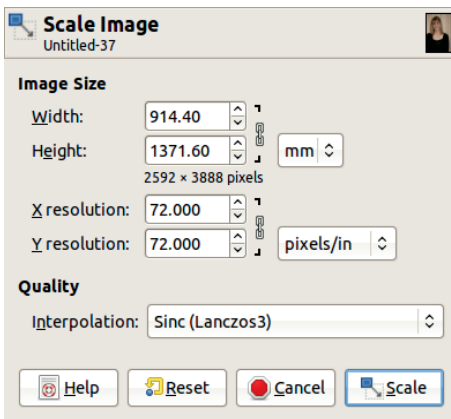 Scale Image
Untitled-37
Image Size
Width: 914.40
Height: 1371.60 mm
2592 × 3888 pixels
X resolution: 72.000
Y resolution: 72.000 pixels/in
Quality
Interpolation: Sinc (Lanczos3)
Help Reset Cancel Scale